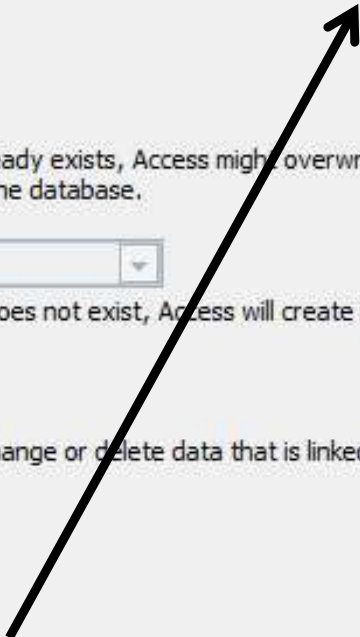 ady exists, Access might overwr
he database.
oes not exist, Access will create
ange or delete data that is linked